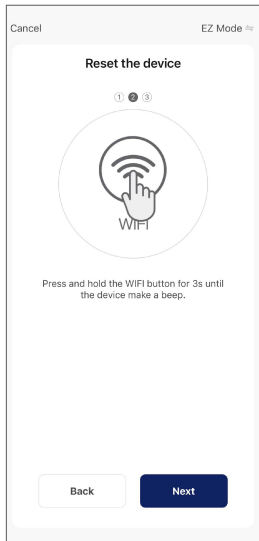 Cancel EZ Mode ⇋
Reset the device
1 2 3
WIFI
Press and hold the WIFI button for 3s until
the device make a beep.
Back Next